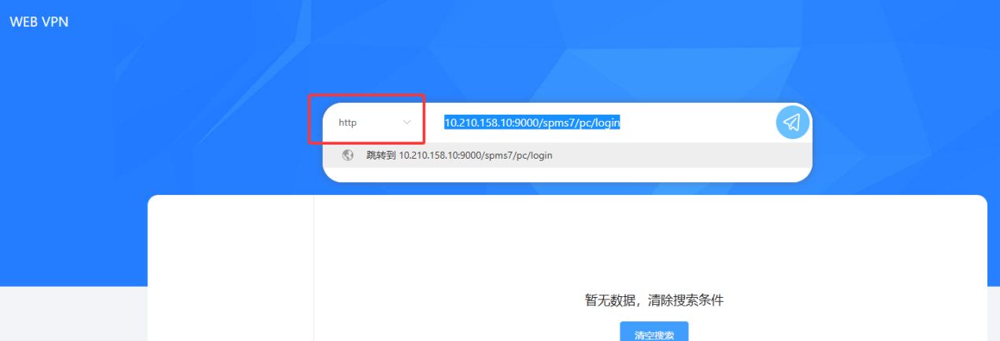 WEB VPN
http 10.210.158.10:9000/spms7/pc/login
跳转到 10.210.158.10:9000/spms7/pc/login
暂无数据，清除搜索条件
清空搜索